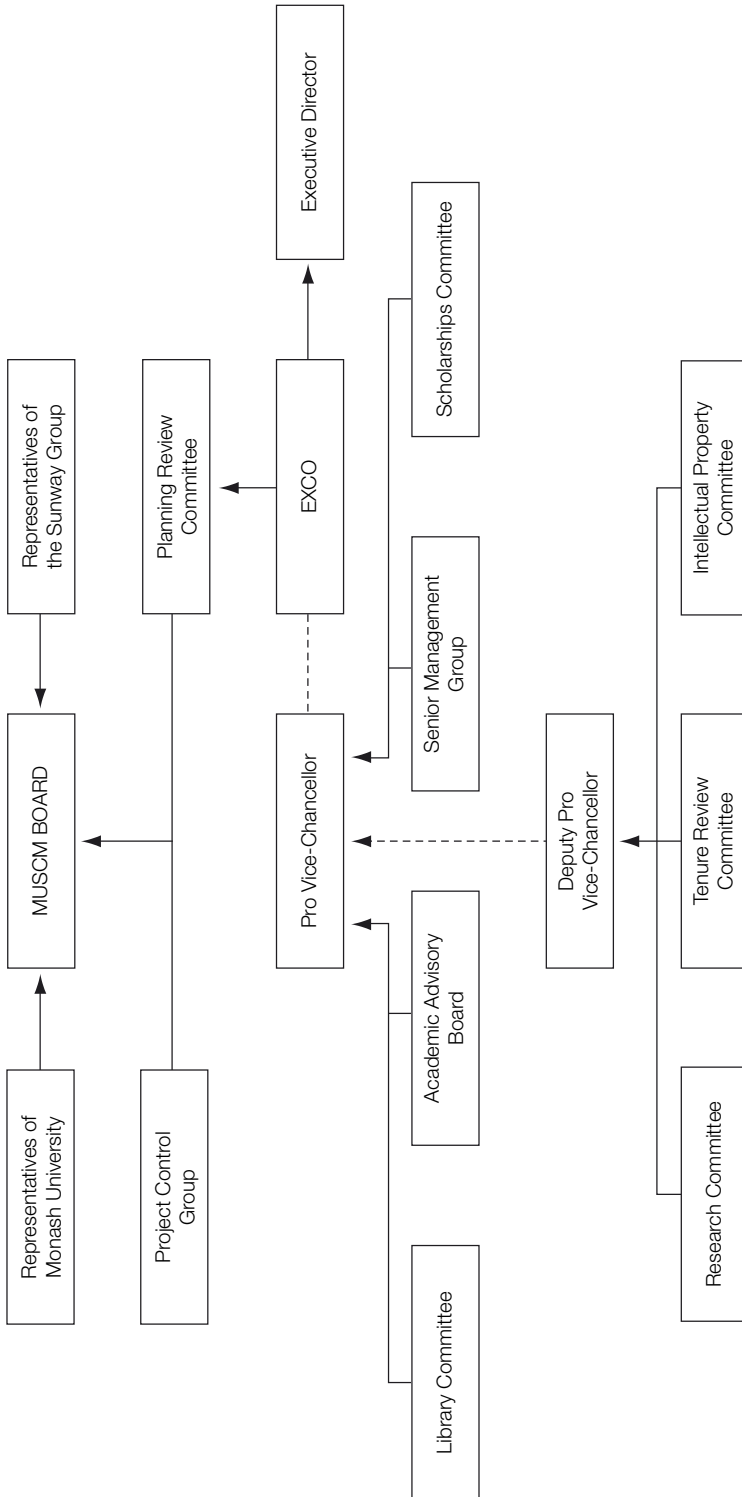 Representatives of
Monash University
MUSCM BOARD
Representatives of
the Sunway Group
Project Control
Group
Planning Review
Committee
Pro Vice-Chancellor
EXCO
Executive Director
Library Committee
Academic Advisory
Board
Senior Management
Group
Scholarships Committee
Deputy Pro
Vice-Chancellor
Research Committee
Tenure Review
Committee
Intellectual Property
Committee